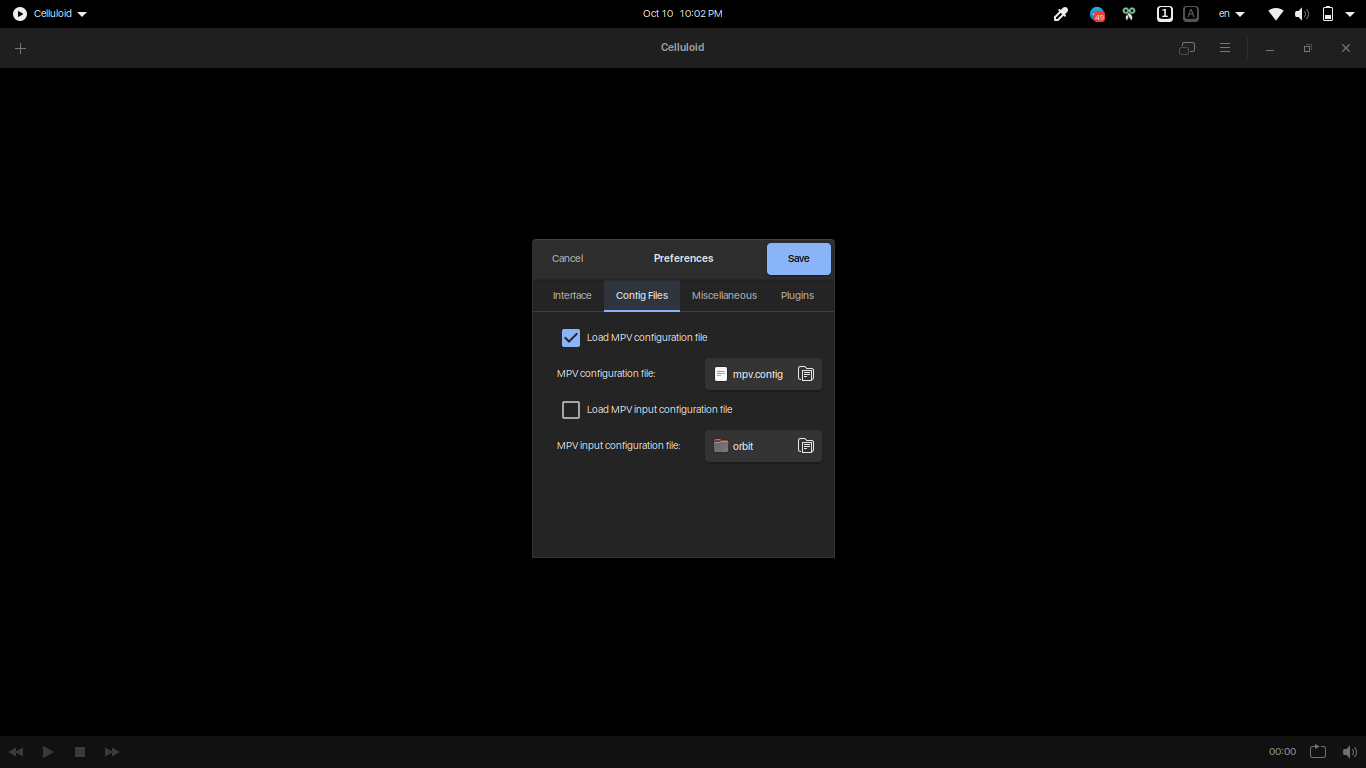 Celluloid
Oct 10 10:02 PM
49
1
A
en
Celluloid
Cancel
Preferences
Save
Interface
Config Files
Miscellaneous
Plugins
Load MPV configuration file
MPV configuration file:
mpv.config
Load MPV input configuration file
MPV input configuration file:
orbit
00:00